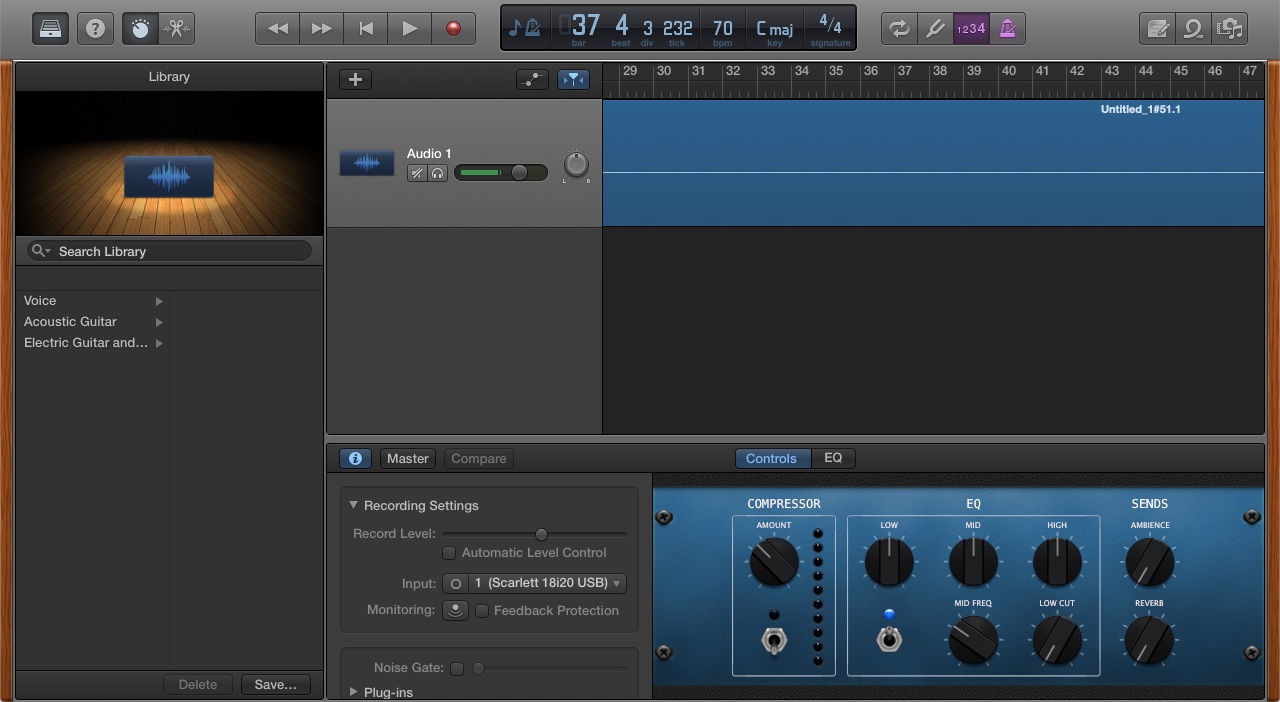 ?
37 4 3 232 70 C maj 4/4
bar beat div tick bpm key signature
1234
Library
29 30 31 32 33 34 35 36 37 38 39 40 41 42 43 44 45 46 47
Untitled_1#51.1
Audio 1
L R
Search Library
Voice
Acoustic Guitar
Electric Guitar and...
Delete Save...
Master Compare Controls EQ
Recording Settings
Record Level:
Automatic Level Control
Input: 1 (Scarlett 18i20 USB)
Monitoring: Feedback Protection
Noise Gate:
Plug-ins
COMPRESSOR EQ SENDS
AMOUNT LOW MID HIGH AMBIENCE
MID FREQ LOW CUT REVERB